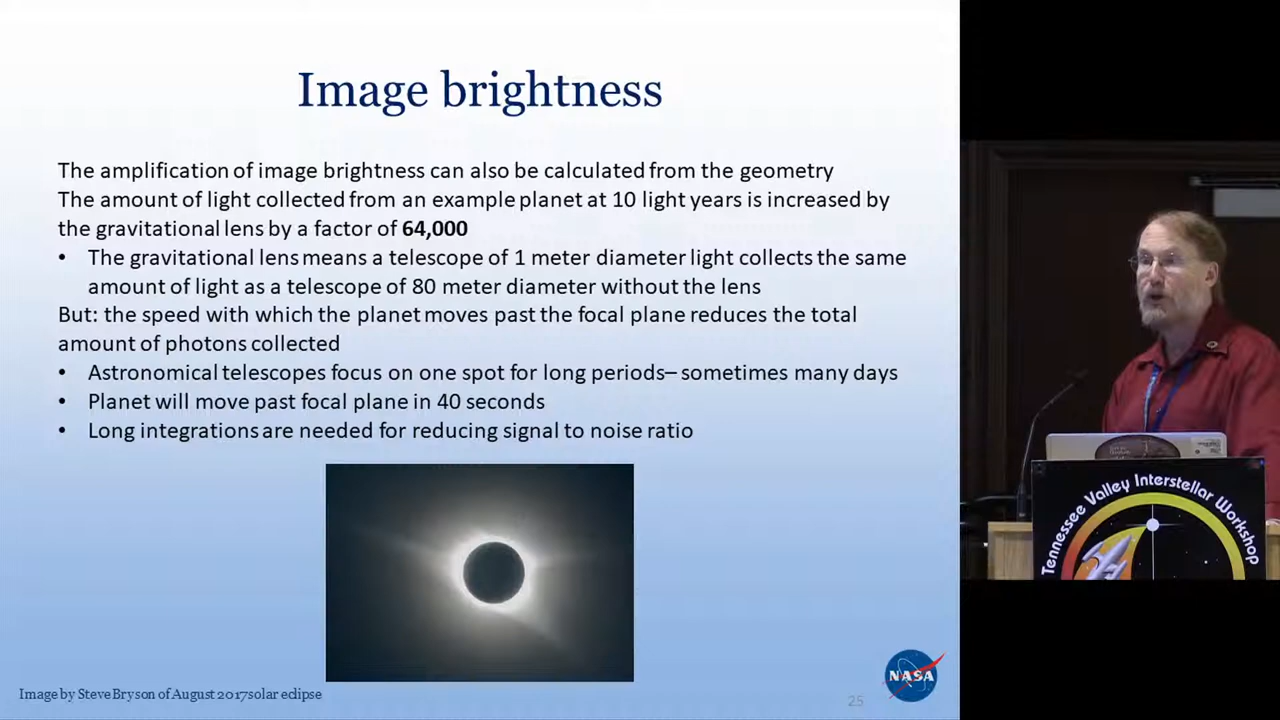 Image brightness
The amplification of image brightness can also be calculated from the geometry
The amount of light collected from an example planet at 10 light years is increased by
the gravitational lens by a factor of 64,000
• The gravitational lens means a telescope of 1 meter diameter light collects the same
amount of light as a telescope of 80 meter diameter without the lens
But: the speed with which the planet moves past the focal plane reduces the total
amount of photons collected
• Astronomical telescopes focus on one spot for long periods– sometimes many days
• Planet will move past focal plane in 40 seconds
• Long integrations are needed for reducing signal to noise ratio
Image by Steve Bryson of August 2017 solar edipse
25
NASA
Tennessee Valley Interstellar Workshop